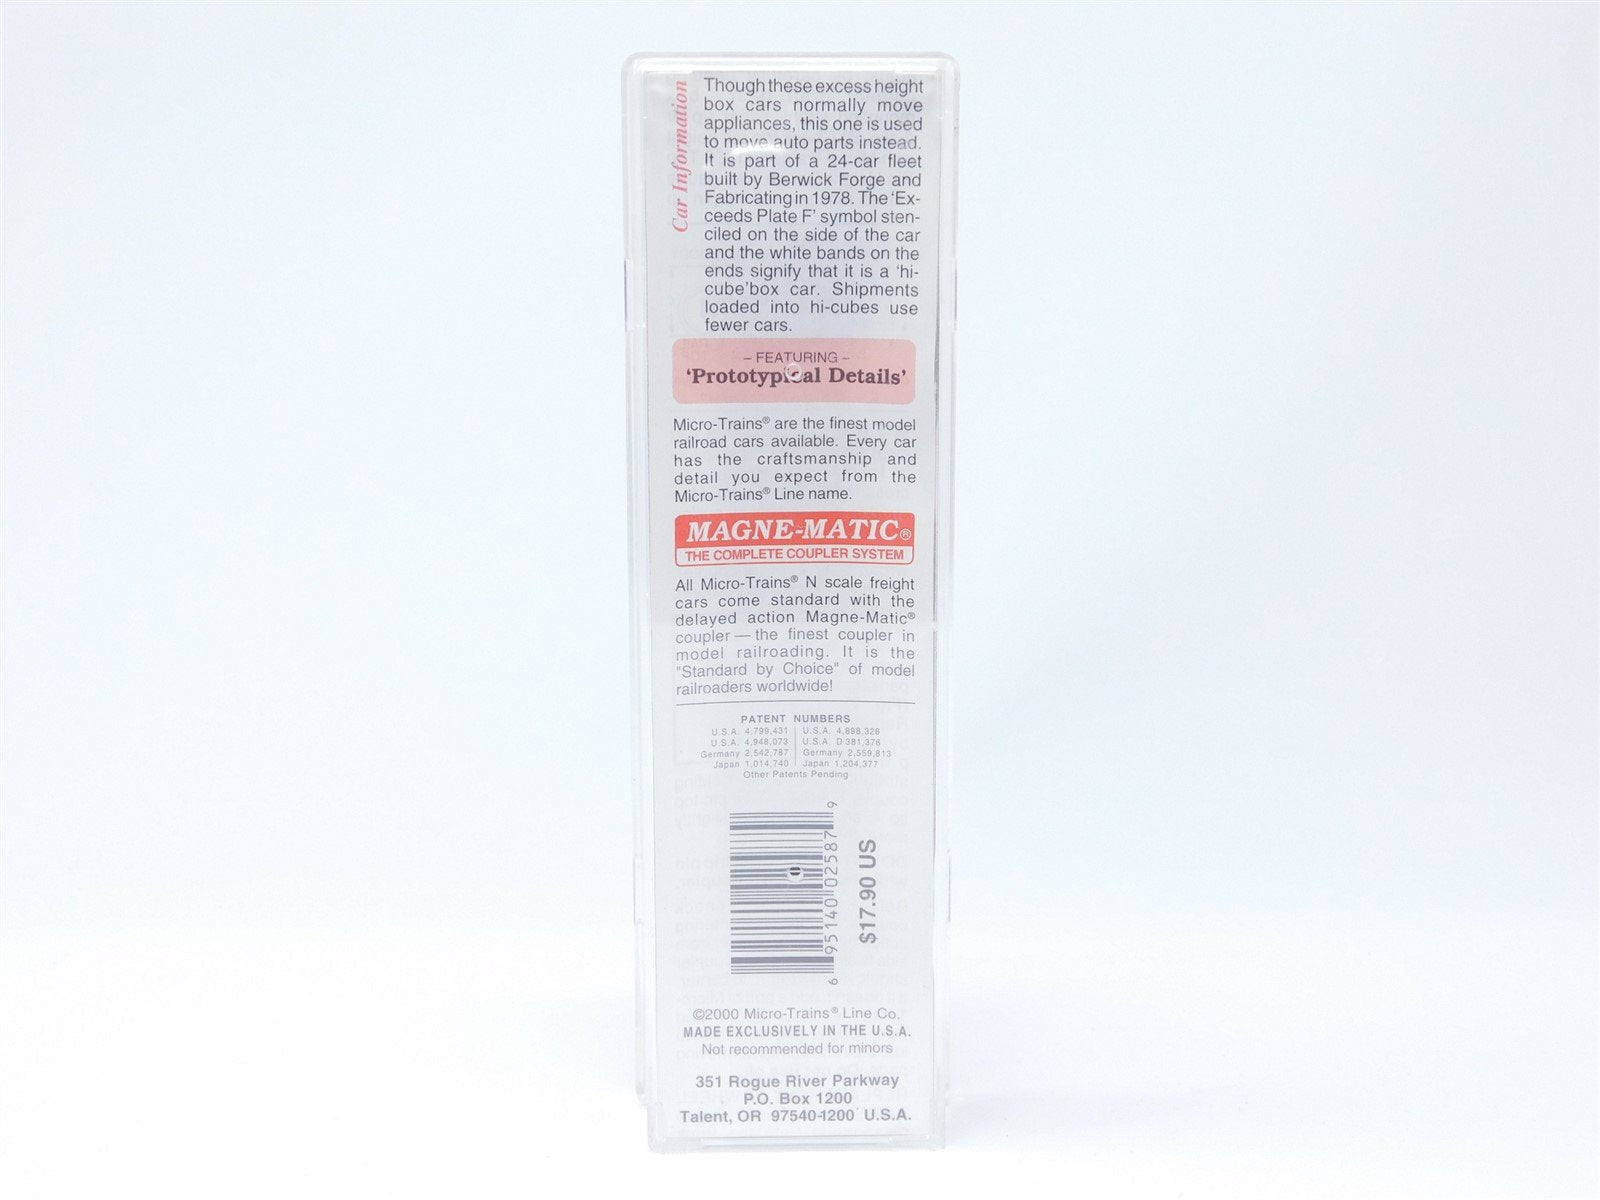 Car Information
Though these excess height
box cars normally move
appliances, this one is used
to move auto parts instead.
It is part of a 24-car fleet
built by Berwick Forge and
Fabricating in 1978. The 'Ex-
ceeds Plate F' symbol sten-
ciled on the side of the car
and the white bands on the
ends signify that it is a 'hi-
cube' box car. Shipments
loaded into hi-cubes use
fewer cars.
– FEATURING –
'Prototypical Details'
Micro-Trains® are the finest model
railroad cars available. Every car
has the craftsmanship and
detail you expect from the
Micro-Trains® Line name.
MAGNE-MATIC®
THE COMPLETE COUPLER SYSTEM
All Micro-Trains® N scale freight
cars come standard with the
delayed action Magne-Matic®
coupler — the finest coupler in
model railroading. It is the
"Standard by Choice" of model
railroaders worldwide!
PATENT NUMBERS
U.S.A. 4,799,431 U.S.A. 4,898,326
U.S.A. 4,948,073 U.S.A. D 381,376
Germany 2,542,787 Germany 2,559,813
Japan 1,014,740 Japan 1,204,377
Other Patents Pending
6 95140 02587 9
$17.90 US
©2000 Micro-Trains® Line Co.
MADE EXCLUSIVELY IN THE U.S.A.
Not recommended for minors
351 Rogue River Parkway
P.O. Box 1200
Talent, OR 97540-1200 U.S.A.